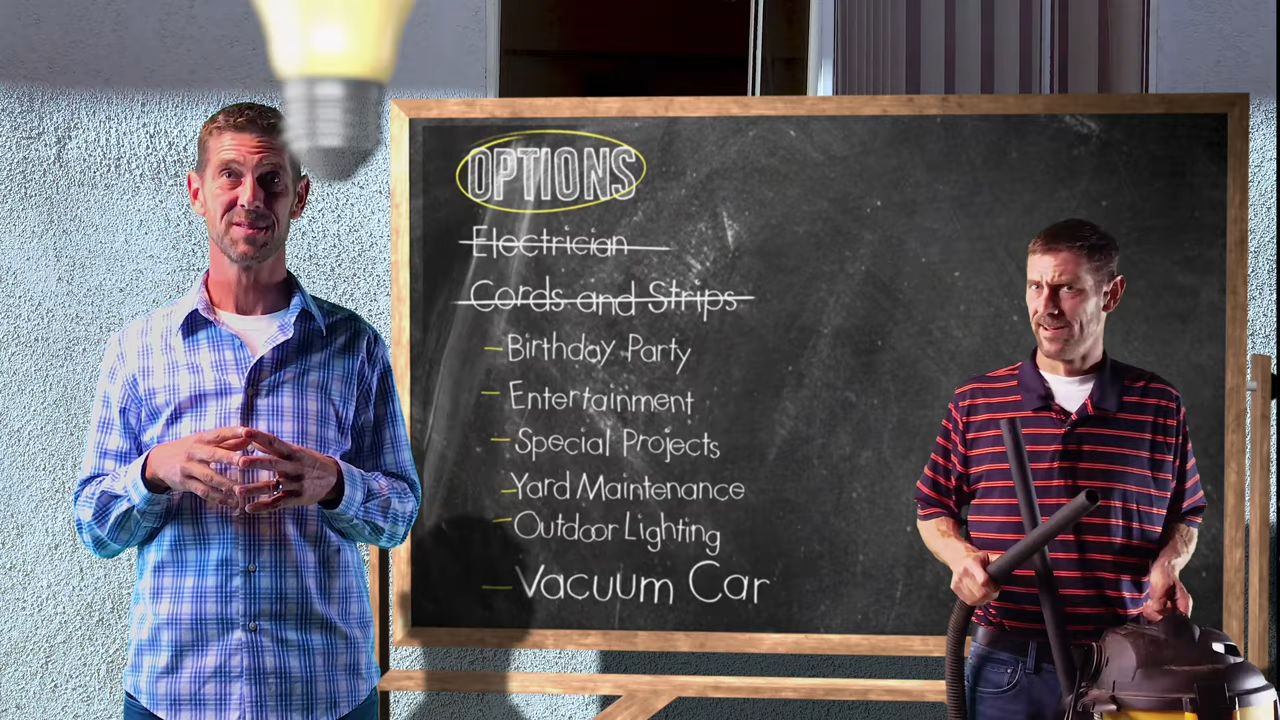 OPTIONS
Electrician
Cords and Strips
– Birthday Party
– Entertainment
– Special Projects
– Yard Maintenance
– Outdoor Lighting
– Vacuum Car